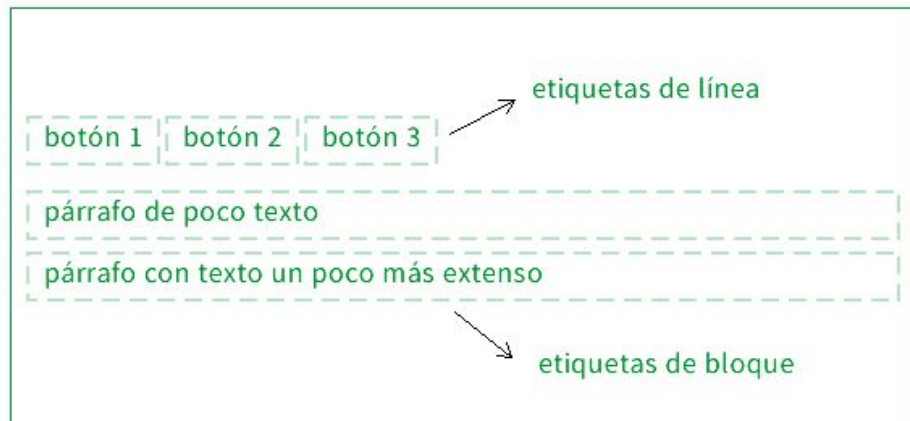 etiquetas de línea
botón 1 botón 2 botón 3
párrafo de poco texto
párrafo con texto un poco más extenso
etiquetas de bloque